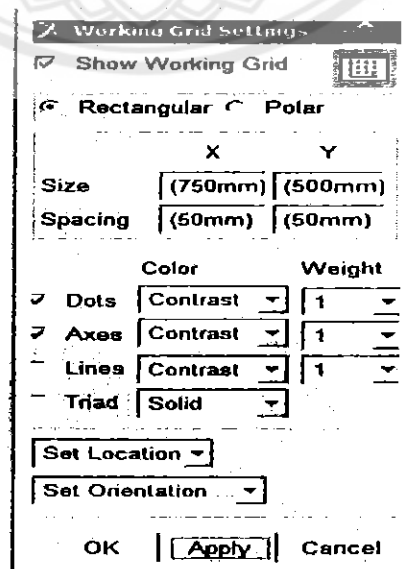 Working Grid Settings
Show Working Grid
Rectangular Polar
X Y
Size (750mm) (500mm)
Spacing (50mm) (50mm)
Color Weight
Dots Contrast 1
Axes Contrast 1
Lines Contrast 1
Triad Solid
Set Location
Set Orientation
OK Apply Cancel